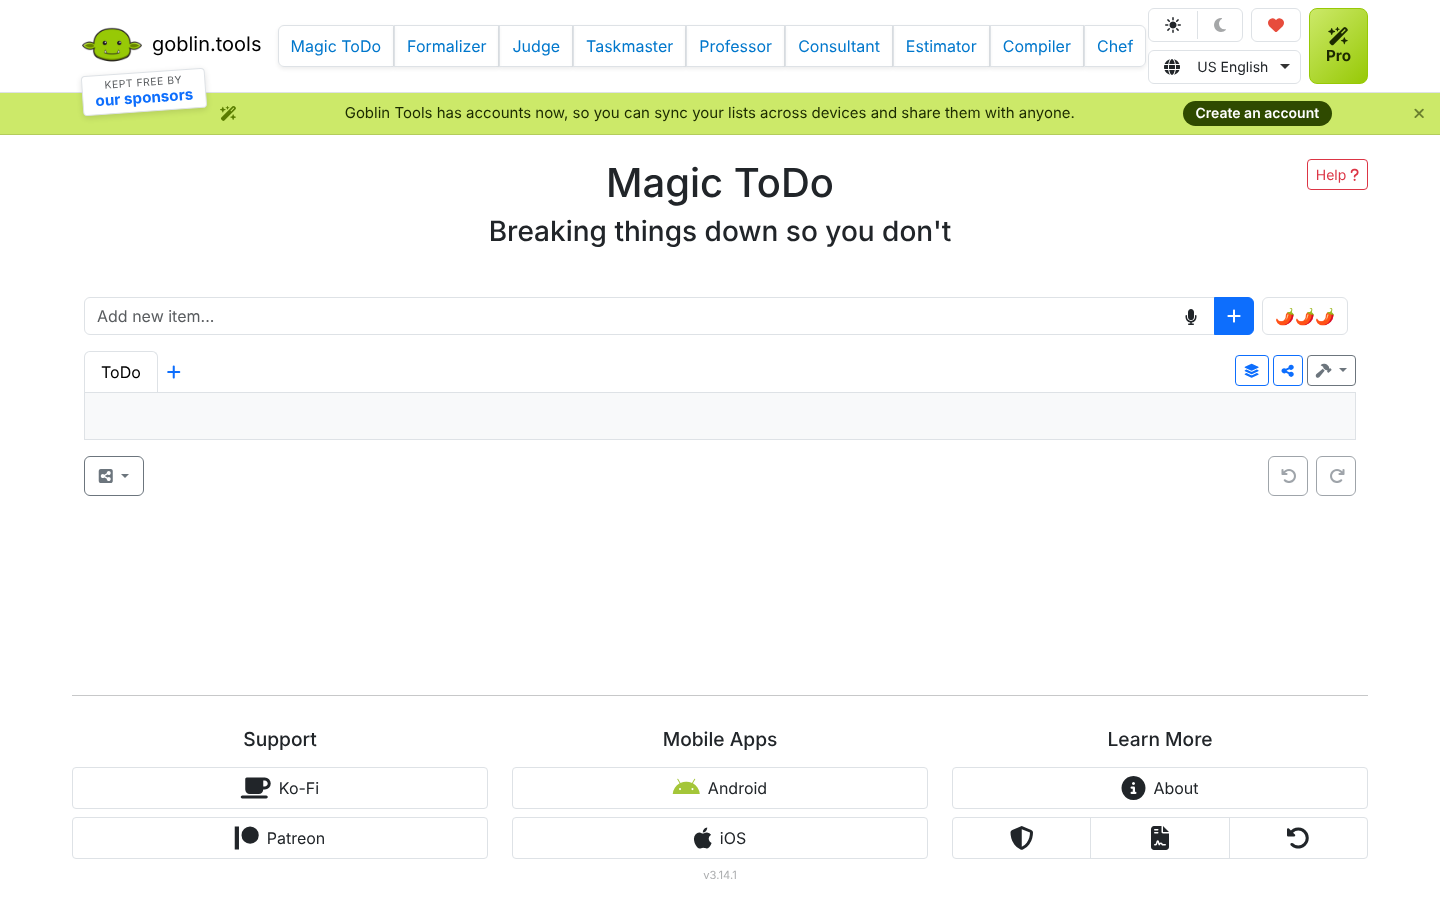 goblin.tools
Magic ToDo
Formalizer
Judge
Taskmaster
Professor
Consultant
Estimator
Compiler
Chef
US English
Pro
KEPT FREE BY
our sponsors
Goblin Tools has accounts now, so you can sync your lists across devices and share them with anyone.
Create an account
Magic ToDo
Help ?
Breaking things down so you don't
Add new item...
ToDo
Support
Mobile Apps
Learn More
Ko-Fi
Android
About
Patreon
iOS
v3.14.1